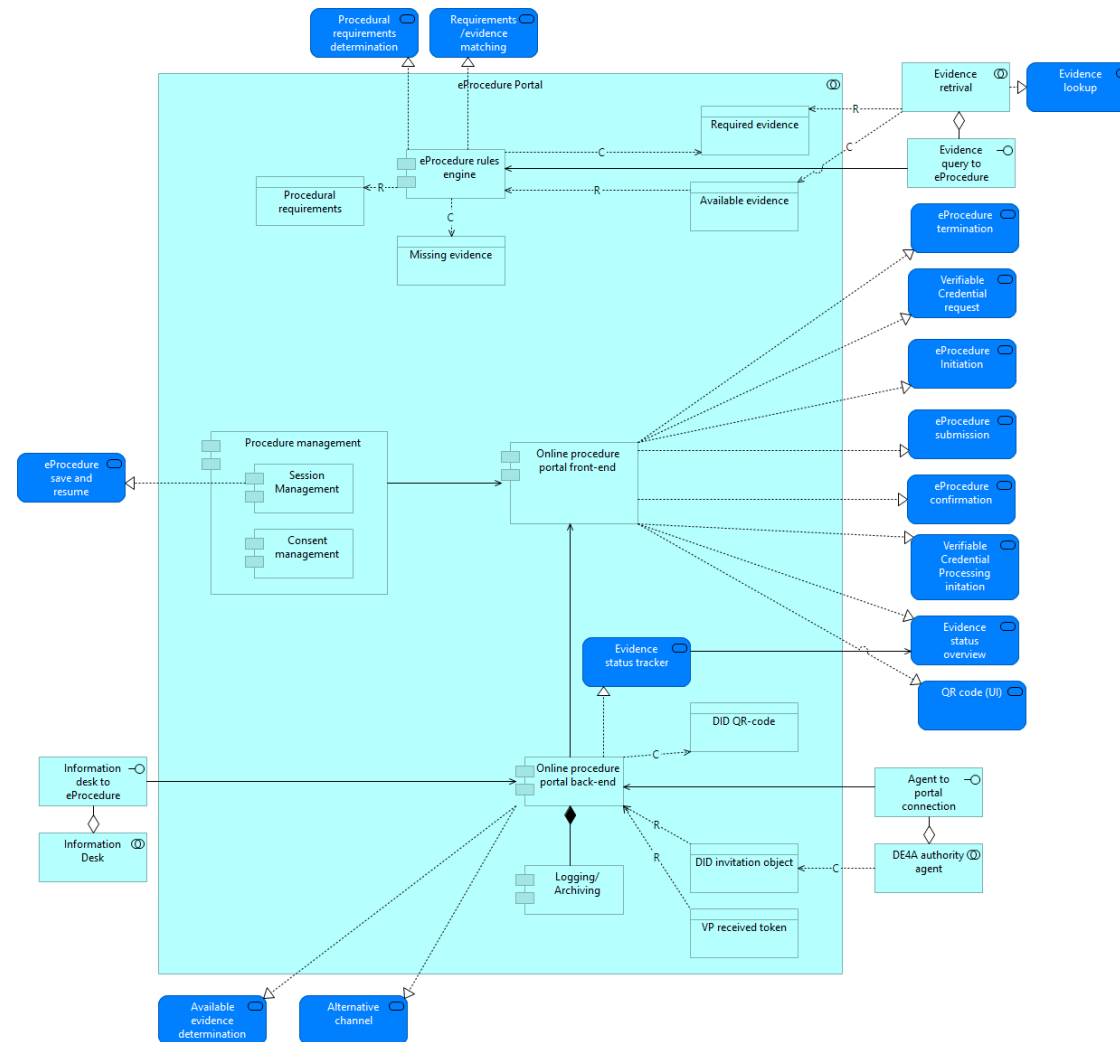 Procedural
requirements
determination
Requirements
/evidence
matching
eProcedure Portal
Evidence
retrival
Evidence
lookup
R
Required evidence
C
eProcedure rules
engine
C
Evidence
query to
eProcedure
Procedural
requirements
R
R
Available evidence
C
Missing evidence
eProcedure
termination
Verifiable
Credential
request
eProcedure
Initiation
eProcedure
submission
Procedure management
Session
Management
Consent
management
eProcedure
save and
resume
Online procedure
portal front-end
eProcedure
confirmation
Verifiable
Credential
Processing
initation
Evidence
status
overview
Evidence
status tracker
QR code (UI)
DID QR-code
C
Information
desk to
eProcedure
Online procedure
portal back-end
Agent to
portal
connection
Information
Desk
R
R
DID invitation object
C
DE4A authority
agent
Logging/
Archiving
VP received token
Available
evidence
determination
Alternative
channel